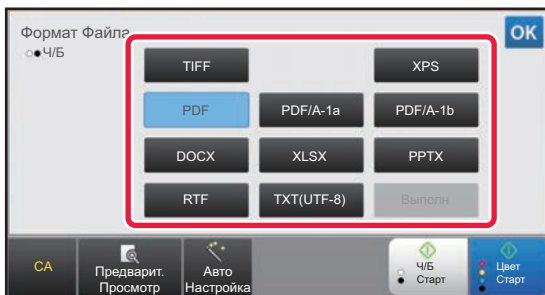 Формат Файла
Ч/Б
OK
TIFF
XPS
PDF
PDF/A-1a
PDF/A-1b
DOCX
XLSX
PPTX
RTF
TXT(UTF-8)
Выполн
CA
Предварит.
Просмотр
Авто
Настройка
Ч/Б
Старт
Цвет
Старт